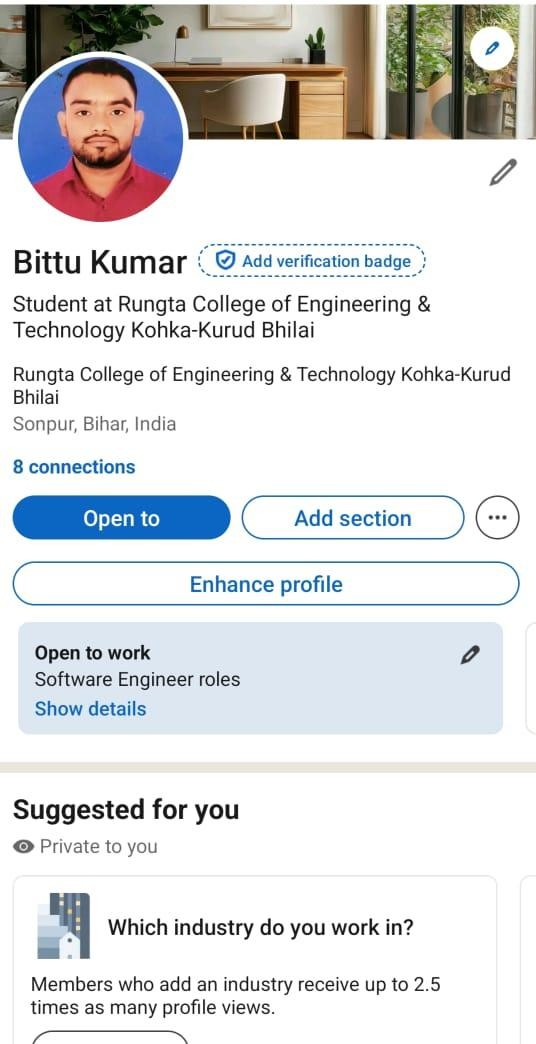 Bittu Kumar
Add verification badge
Student at Rungta College of Engineering &
Technology Kohka-Kurud Bhilai
Rungta College of Engineering & Technology Kohka-Kurud
Bhilai
Sonpur, Bihar, India
8 connections
Open to
Add section
Enhance profile
Open to work
Software Engineer roles
Show details
Suggested for you
Private to you
Which industry do you work in?
Members who add an industry receive up to 2.5
times as many profile views.